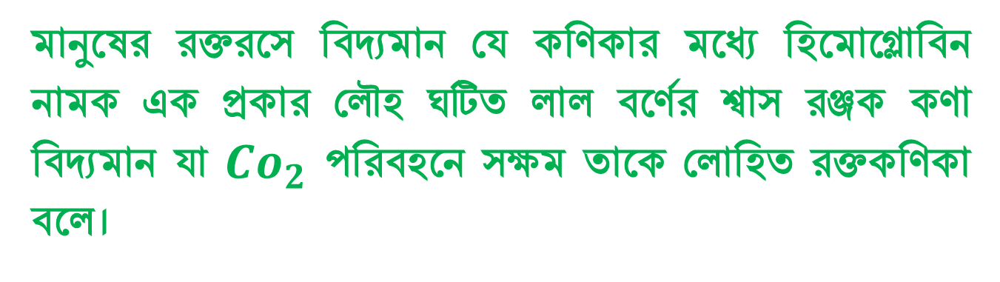 মানুষের রক্তরসে বিদ্যমান যে কণিকার মধ্যে হিমোগ্লোবিন
নামক এক প্রকার লৌহ ঘটিত লাল বর্ণের শ্বাস রঞ্জক কণা
বিদ্যমান যা Co₂ পরিবহনে সক্ষম তাকে লোহিত রক্তকণিকা
বলে।